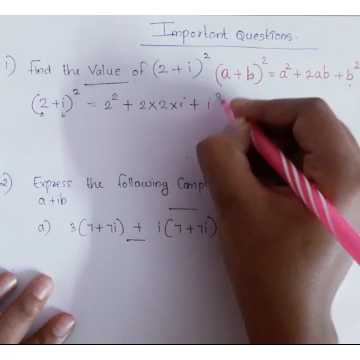 Important Questions.
1) Find the Value of (2+i)² (a+b)² = a² + 2ab + b²
(2+i)² = 2² + 2×2×i + i²
2) Express the following
a+ib
a) 3(7+7i) + i(7+7i)